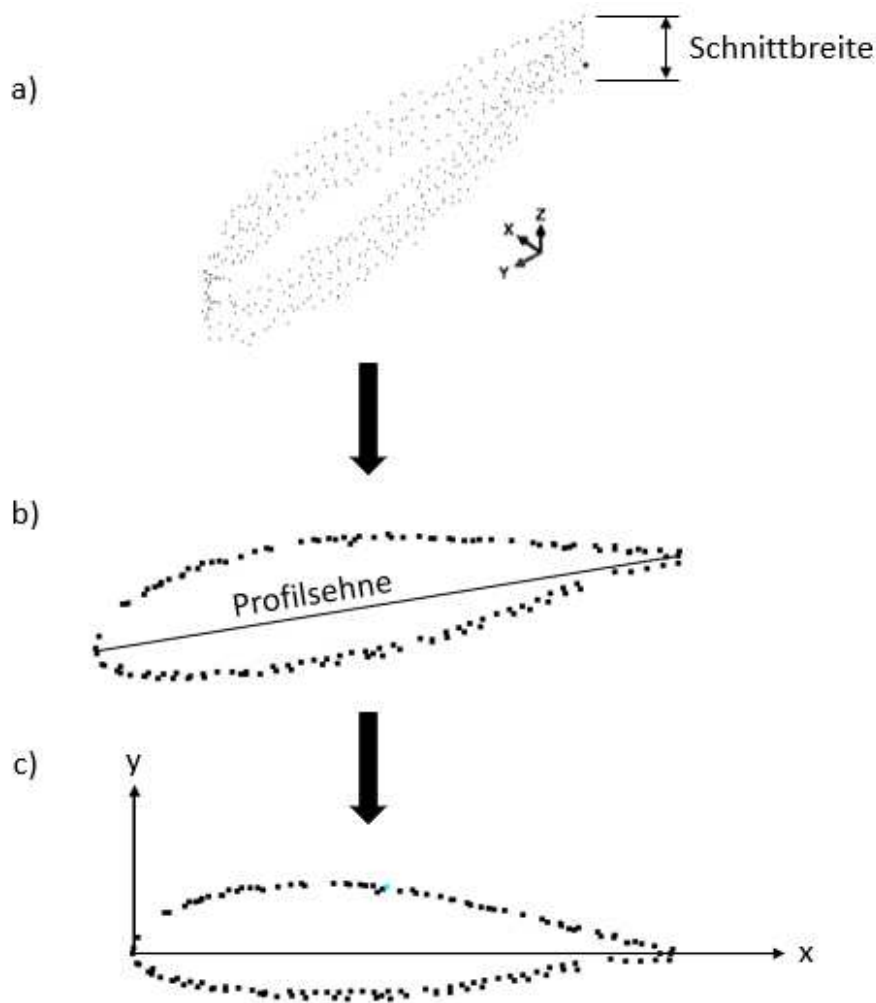 Schnittbreite
a)
Z
X
Y
b)
Profilsehne
c)
y
x